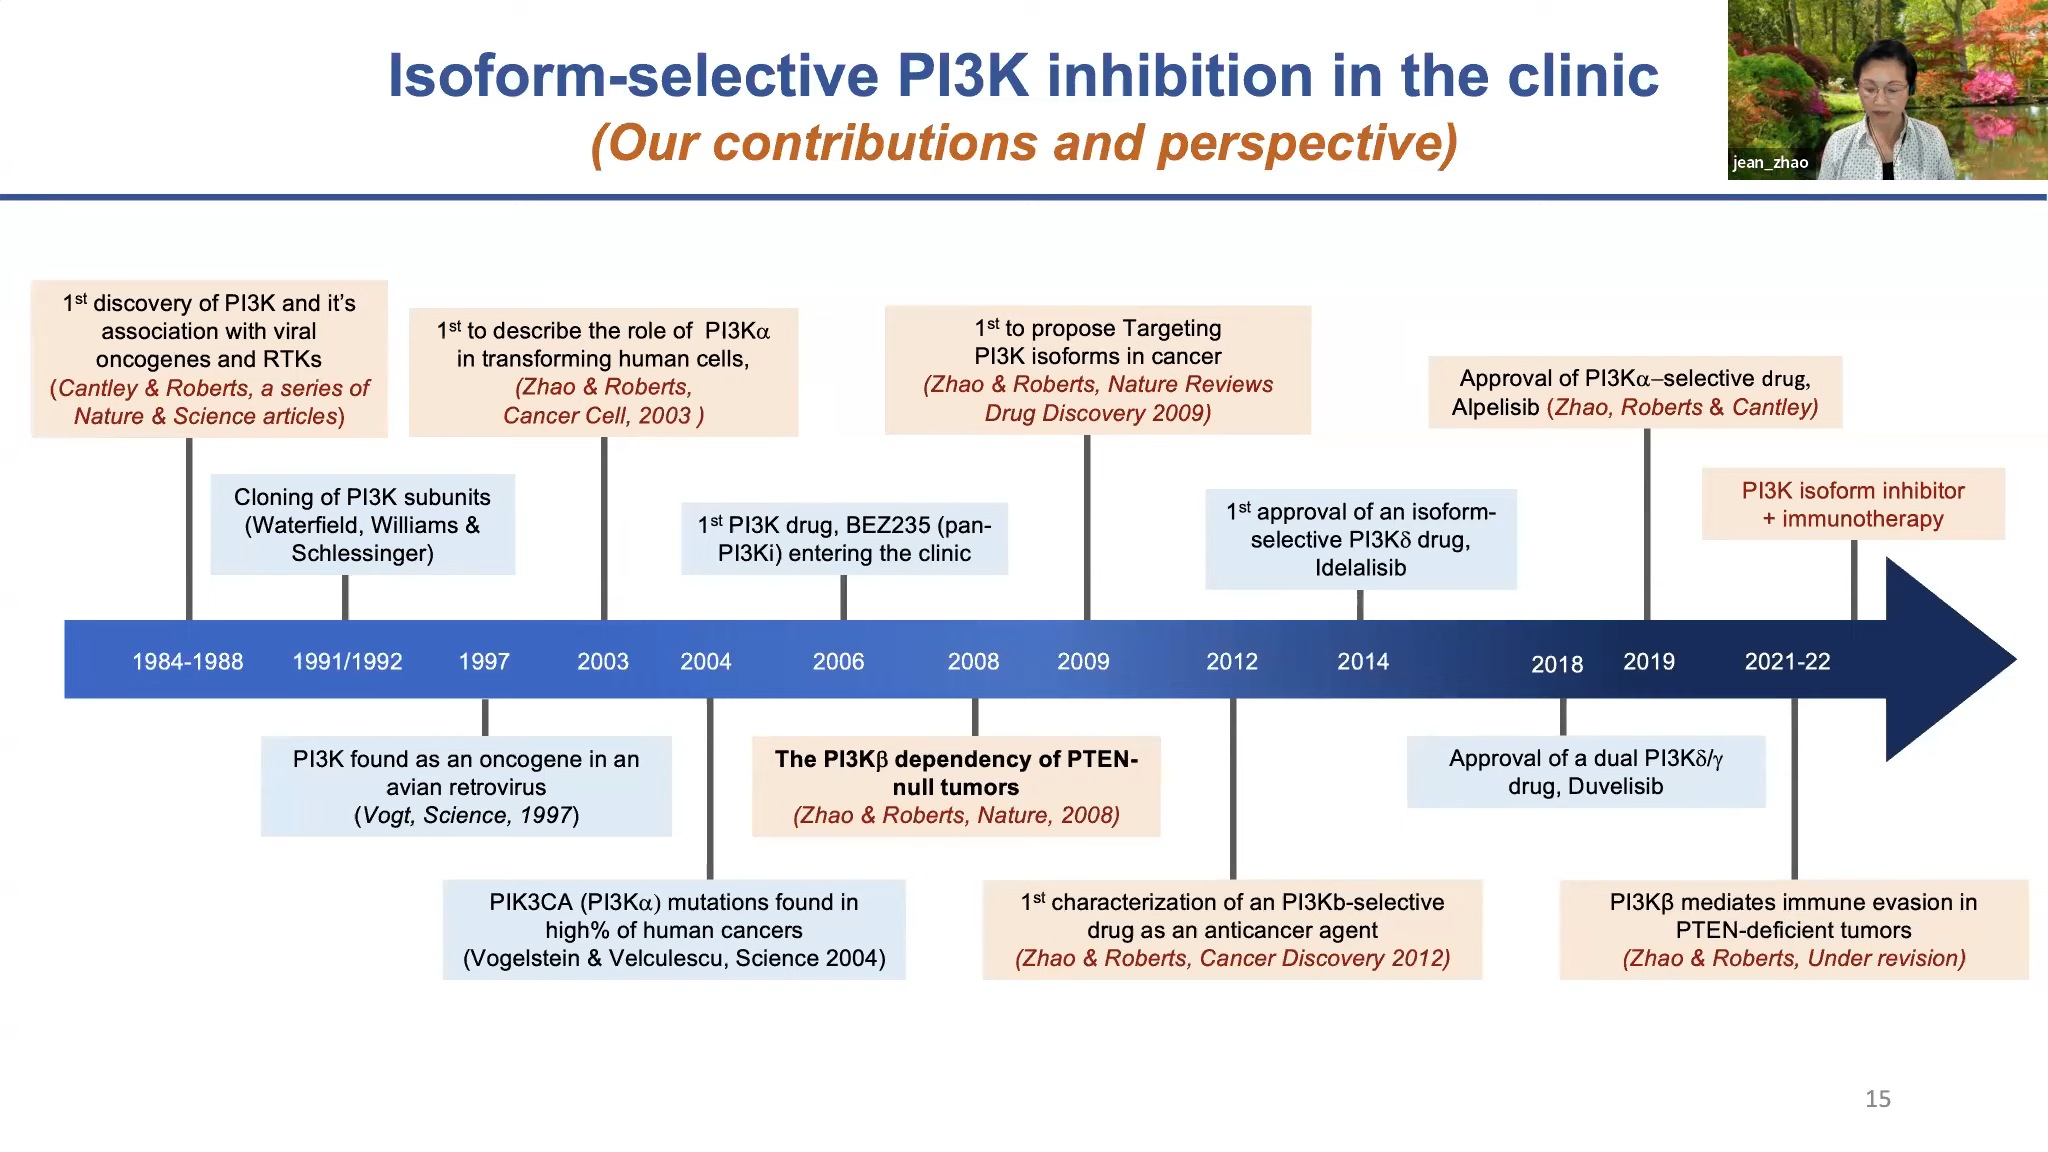 Isoform-selective PI3K inhibition in the clinic
(Our contributions and perspective)
jean_zhao
1st discovery of PI3K and it's
association with viral
oncogenes and RTKs
(Cantley & Roberts, a series of
Nature & Science articles)
1st to describe the role of PI3Kα
in transforming human cells,
(Zhao & Roberts,
Cancer Cell, 2003 )
1st to propose Targeting
PI3K isoforms in cancer
(Zhao & Roberts, Nature Reviews
Drug Discovery 2009)
Approval of PI3Kα–selective drug,
Alpelisib (Zhao, Roberts & Cantley)
Cloning of PI3K subunits
(Waterfield, Williams &
Schlessinger)
1st PI3K drug, BEZ235 (pan-
PI3Ki) entering the clinic
1st approval of an isoform-
selective PI3Kδ drug,
Idelalisib
PI3K isoform inhibitor
+ immunotherapy
1984-1988
1991/1992
1997
2003
2004
2006
2008
2009
2012
2014
2018
2019
2021-22
PI3K found as an oncogene in an
avian retrovirus
(Vogt, Science, 1997)
The PI3Kβ dependency of PTEN-
null tumors
(Zhao & Roberts, Nature, 2008)
Approval of a dual PI3Kδ/γ
drug, Duvelisib
PIK3CA (PI3Kα) mutations found in
high% of human cancers
(Vogelstein & Velculescu, Science 2004)
1st characterization of an PI3Kb-selective
drug as an anticancer agent
(Zhao & Roberts, Cancer Discovery 2012)
PI3Kβ mediates immune evasion in
PTEN-deficient tumors
(Zhao & Roberts, Under revision)
15